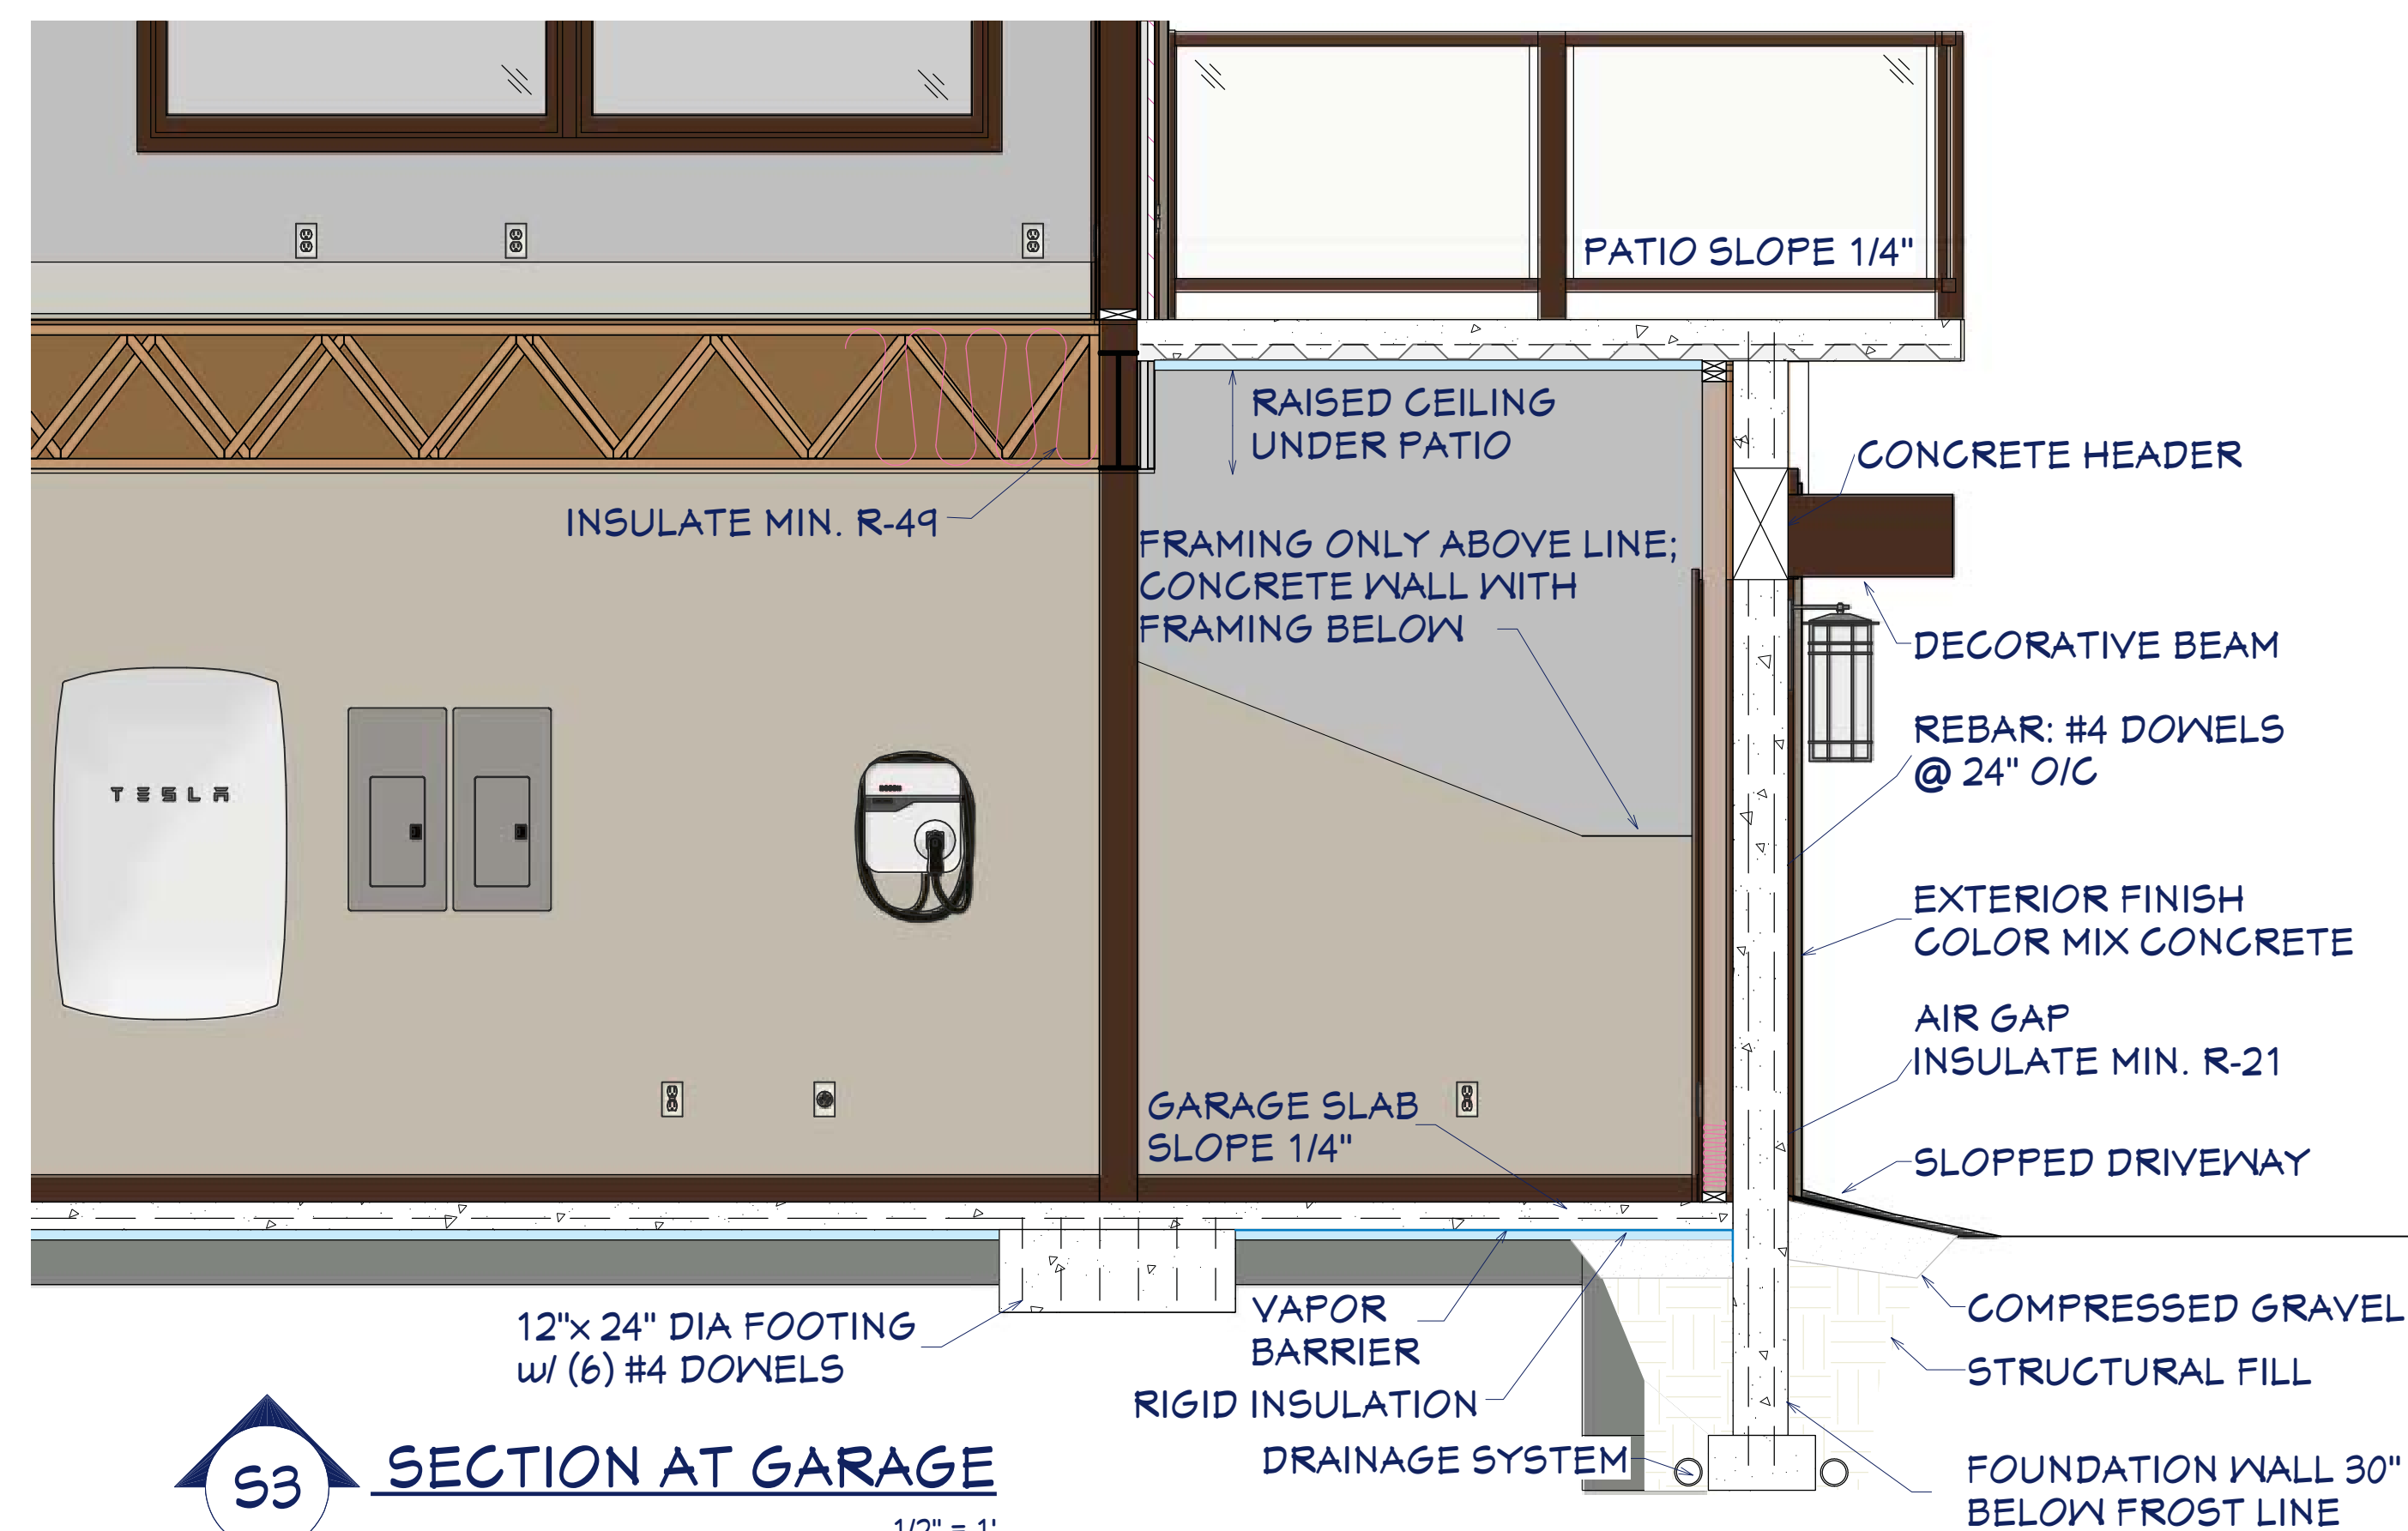 PATIO SLOPE 1/4"
RAISED CEILING
UNDER PATIO
CONCRETE HEADER
INSULATE MIN. R-49
FRAMING ONLY ABOVE LINE;
CONCRETE WALL WITH
FRAMING BELOW
DECORATIVE BEAM
REBAR: #4 DOWELS
@ 24" O/C
TESLA
EXTERIOR FINISH
COLOR MIX CONCRETE
AIR GAP
INSULATE MIN. R-21
GARAGE SLAB
SLOPE 1/4"
SLOPPED DRIVEWAY
12"x 24" DIA FOOTING
w/ (6) #4 DOWELS
VAPOR
BARRIER
COMPRESSED GRAVEL
STRUCTURAL FILL
RIGID INSULATION
DRAINAGE SYSTEM
FOUNDATION WALL 30"
BELOW FROST LINE
S3
SECTION AT GARAGE
1/2" = 1'